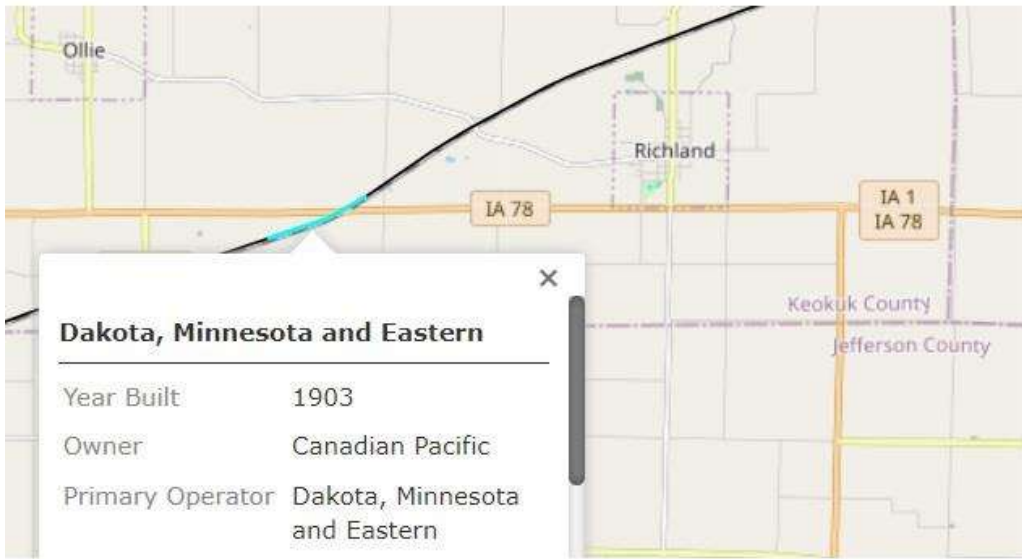 Ollie
Richland
IA 78
IA 1
IA 78
Keokuk County
Jefferson County
×
Dakota, Minnesota and Eastern
Year Built 1903
Owner Canadian Pacific
Primary Operator Dakota, Minnesota
and Eastern